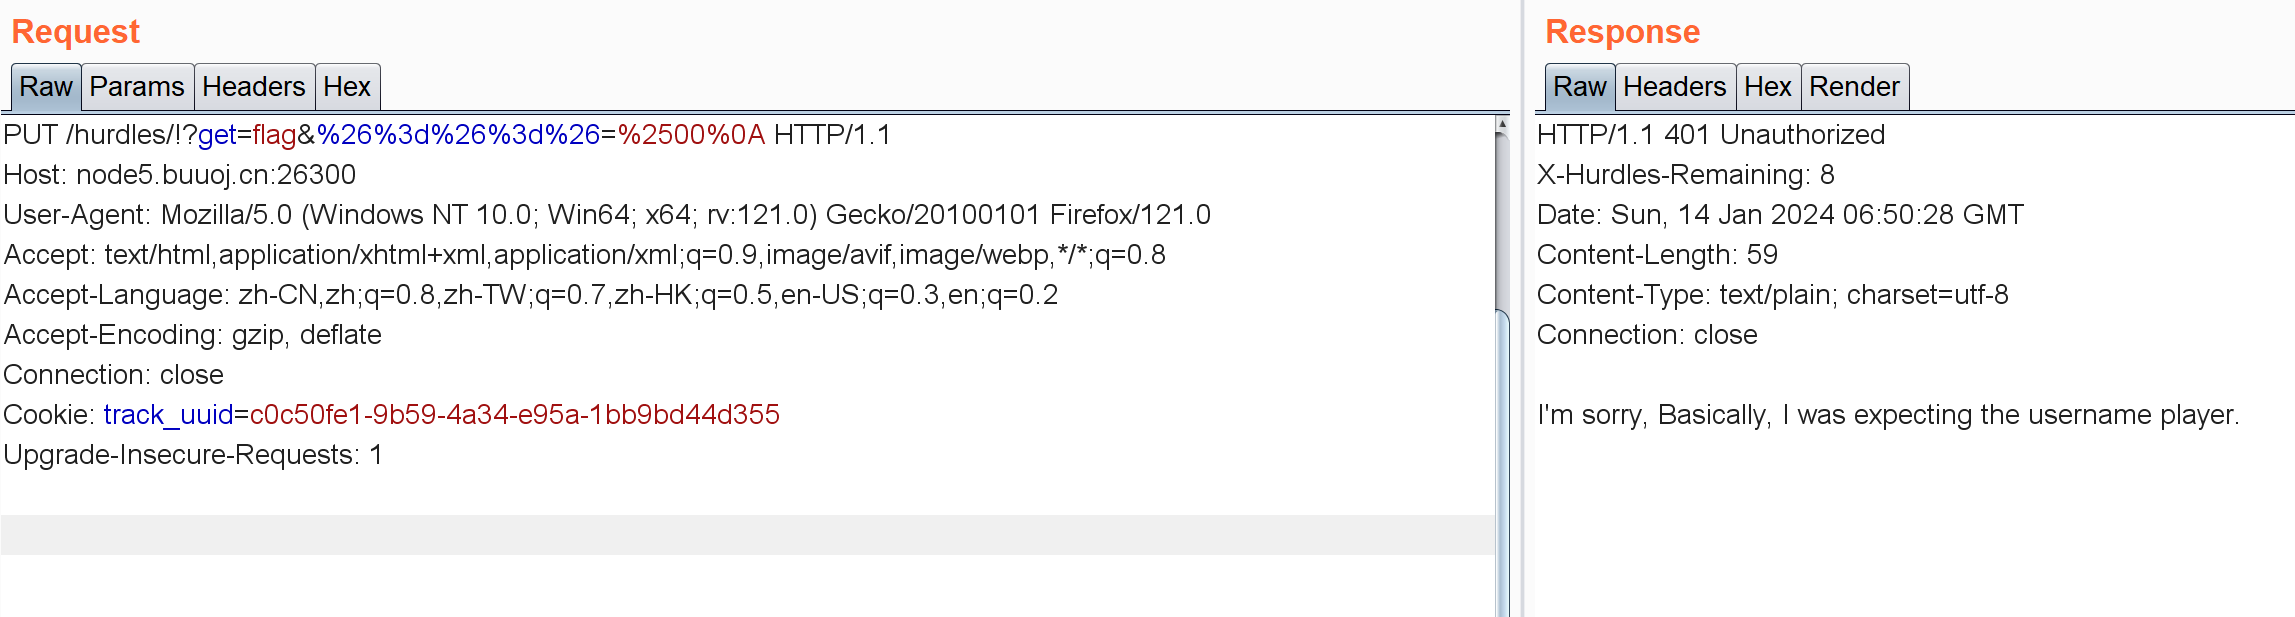 Request
Raw Params Headers Hex
PUT /hurdles/!?get=flag&%26%3d%26%3d%26=%2500%0A HTTP/1.1
Host: node5.buuoj.cn:26300
User-Agent: Mozilla/5.0 (Windows NT 10.0; Win64; x64; rv:121.0) Gecko/20100101 Firefox/121.0
Accept: text/html,application/xhtml+xml,application/xml;q=0.9,image/avif,image/webp,*/*;q=0.8
Accept-Language: zh-CN,zh;q=0.8,zh-TW;q=0.7,zh-HK;q=0.5,en-US;q=0.3,en;q=0.2
Accept-Encoding: gzip, deflate
Connection: close
Cookie: track_uuid=c0c50fe1-9b59-4a34-e95a-1bb9bd44d355
Upgrade-Insecure-Requests: 1
Response
Raw Headers Hex Render
HTTP/1.1 401 Unauthorized
X-Hurdles-Remaining: 8
Date: Sun, 14 Jan 2024 06:50:28 GMT
Content-Length: 59
Content-Type: text/plain; charset=utf-8
Connection: close
I'm sorry, Basically, I was expecting the username player.